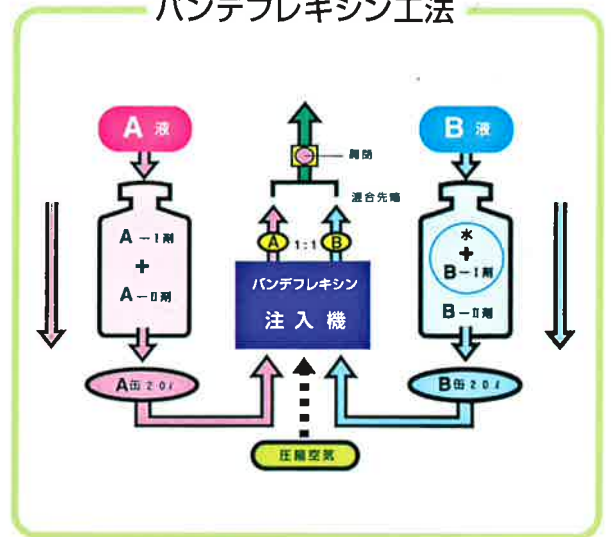 バンデフレキシン工法
A 液
B 液
開閉
混合先端
A 1:1 B
A-I剤
+
A-II剤
水
+
B-I剤
B-II剤
バンデフレキシン
注入機
A缶20ℓ
B缶20ℓ
圧縮空気